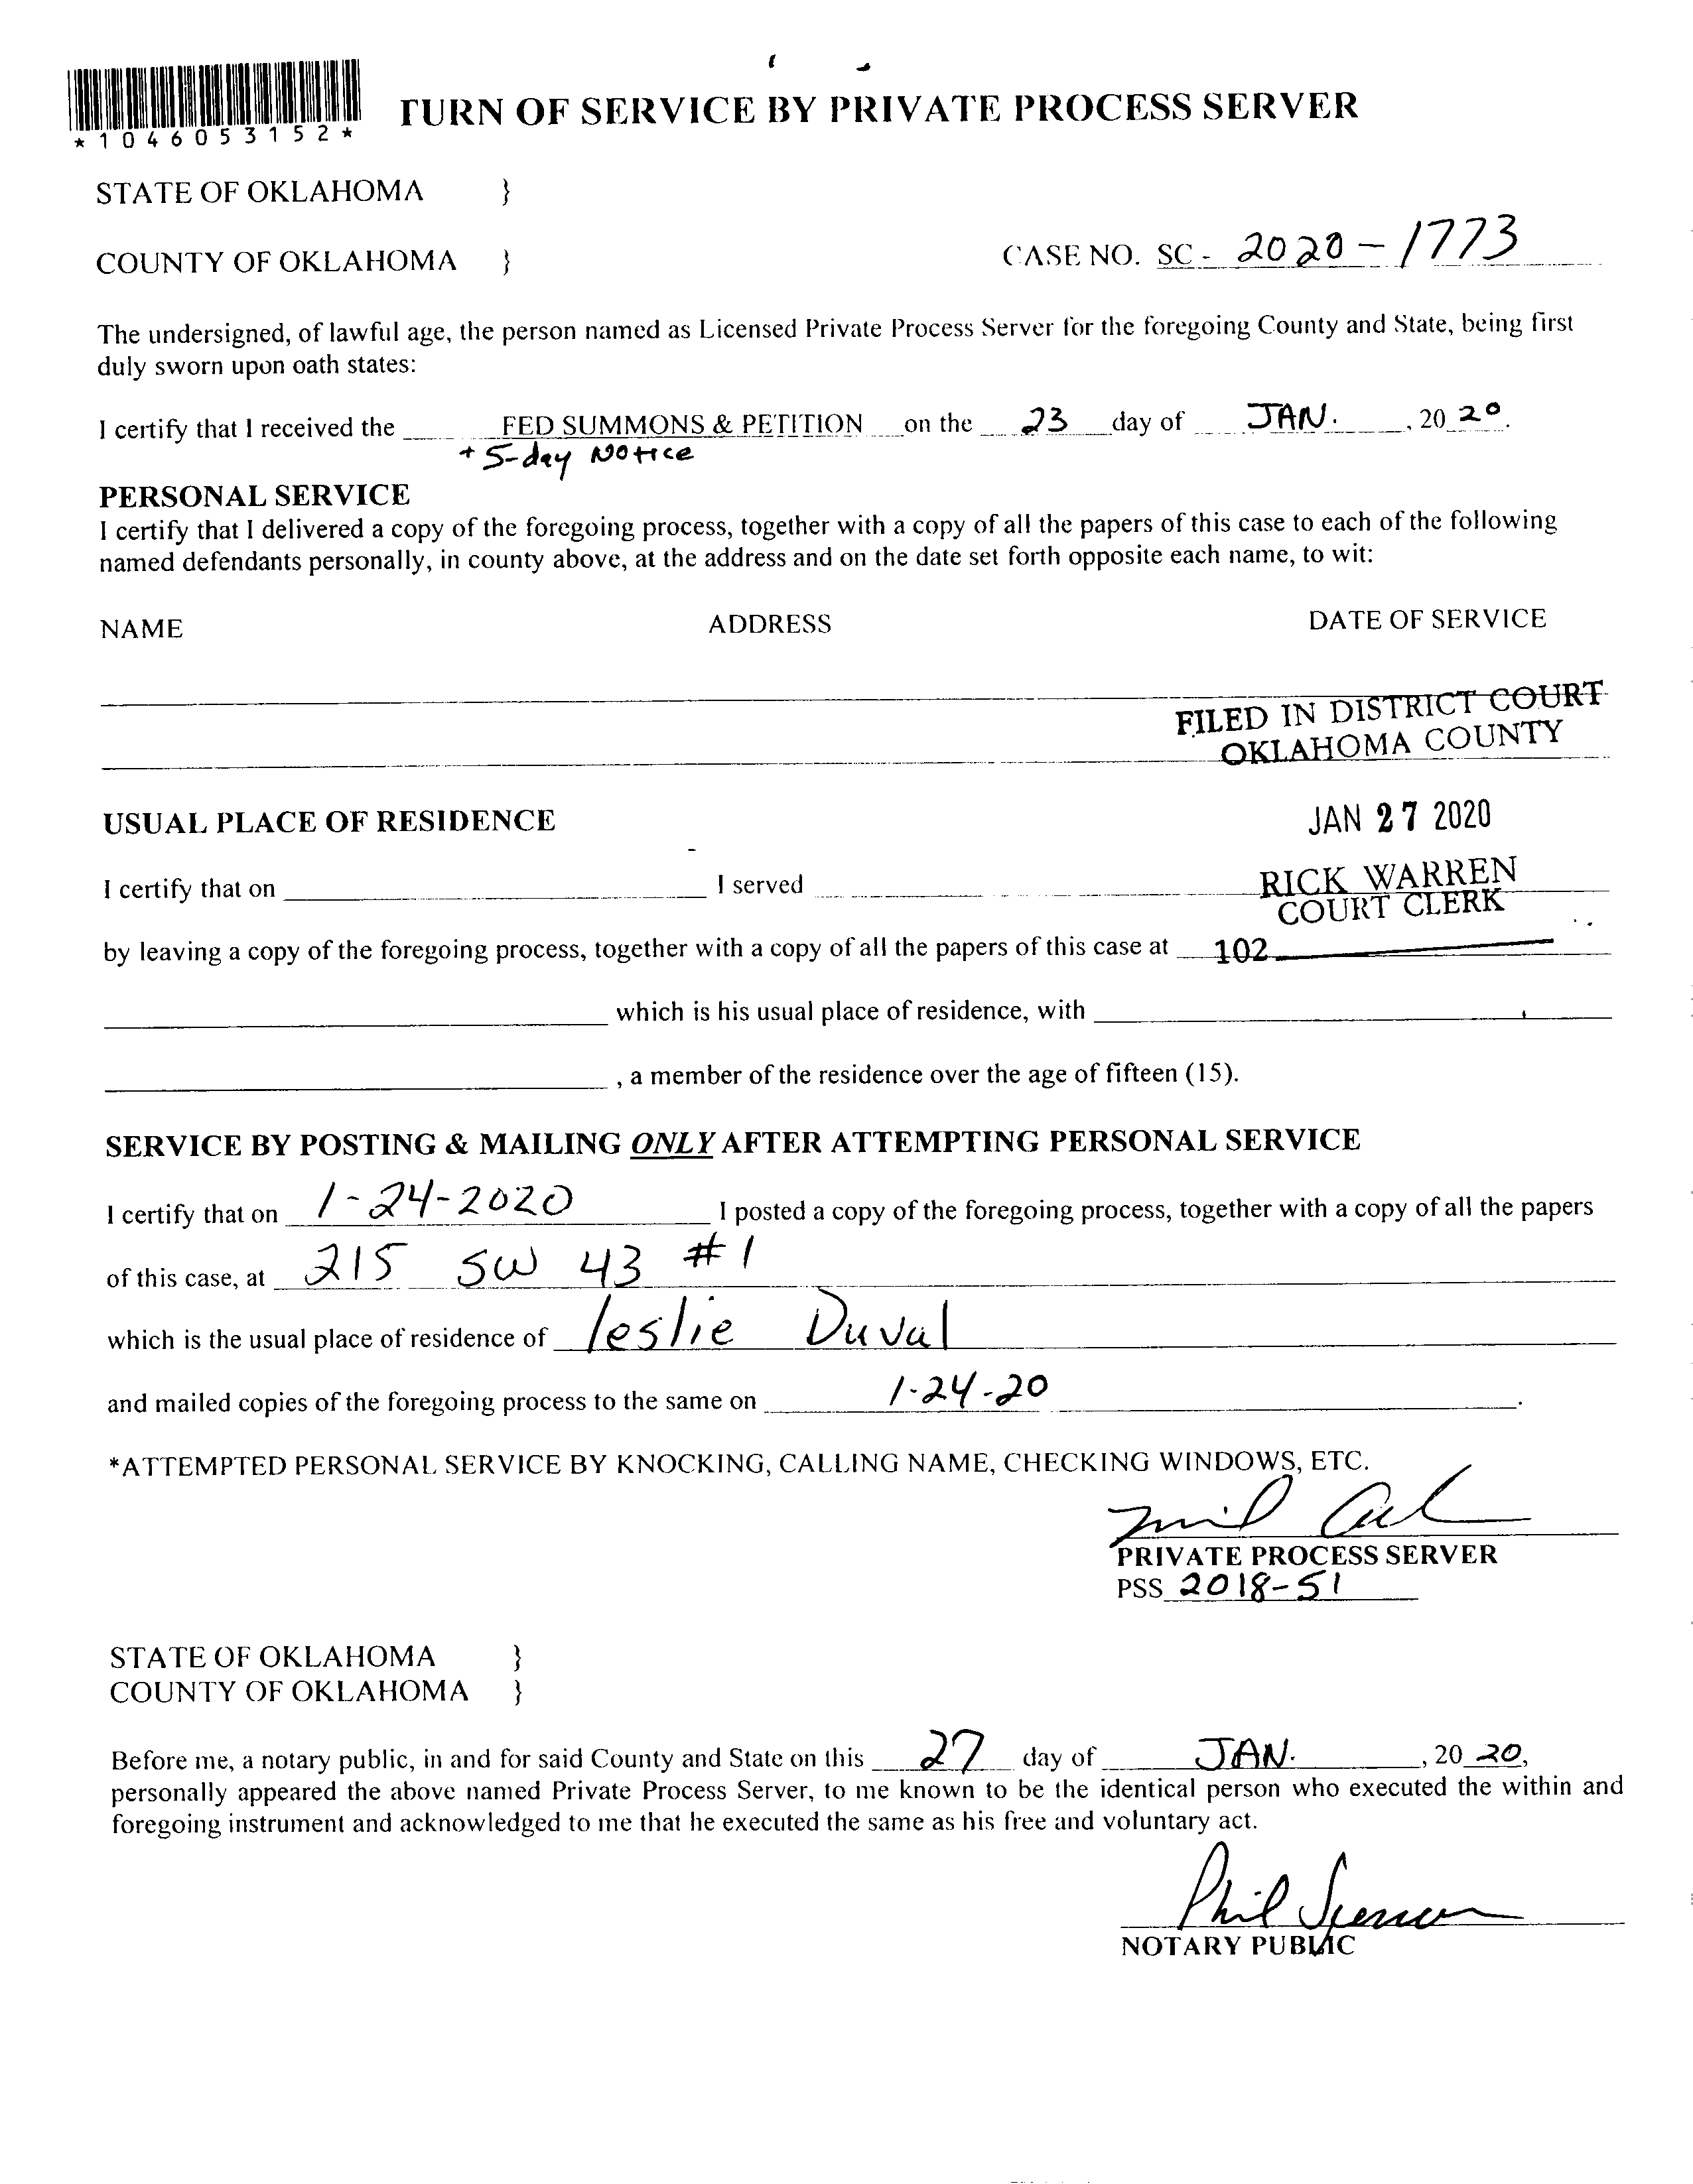 *1046053152*
TURN OF SERVICE BY PRIVATE PROCESS SERVER
STATE OF OKLAHOMA }
COUNTY OF OKLAHOMA } CASE NO. SC - 2020-1773
The undersigned, of lawful age, the person named as Licensed Private Process Server for the foregoing County and State, being first
duly sworn upon oath states:
I certify that I received the FED SUMMONS & PETITION on the 23 day of JAN. , 20 20.
+ 5-day Notice
PERSONAL SERVICE
I certify that I delivered a copy of the foregoing process, together with a copy of all the papers of this case to each of the following
named defendants personally, in county above, at the address and on the date set forth opposite each name, to wit:
NAME ADDRESS DATE OF SERVICE
FILED IN DISTRICT COURT
OKLAHOMA COUNTY
USUAL PLACE OF RESIDENCE JAN 27 2020
I certify that on I served RICK WARREN
COURT CLERK
by leaving a copy of the foregoing process, together with a copy of all the papers of this case at 102
which is his usual place of residence, with
, a member of the residence over the age of fifteen (15).
SERVICE BY POSTING & MAILING ONLY AFTER ATTEMPTING PERSONAL SERVICE
I certify that on 1-24-2020 I posted a copy of the foregoing process, together with a copy of all the papers
of this case, at 215 SW 43 #1
which is the usual place of residence of leslie Duval
and mailed copies of the foregoing process to the same on 1-24-20 .
*ATTEMPTED PERSONAL SERVICE BY KNOCKING, CALLING NAME, CHECKING WINDOWS, ETC.
PRIVATE PROCESS SERVER
PSS 2018-51
STATE OF OKLAHOMA }
COUNTY OF OKLAHOMA }
Before me, a notary public, in and for said County and State on this 27 day of JAN. , 20 20,
personally appeared the above named Private Process Server, to me known to be the identical person who executed the within and
foregoing instrument and acknowledged to me that he executed the same as his free and voluntary act.
Phil
NOTARY PUBLIC